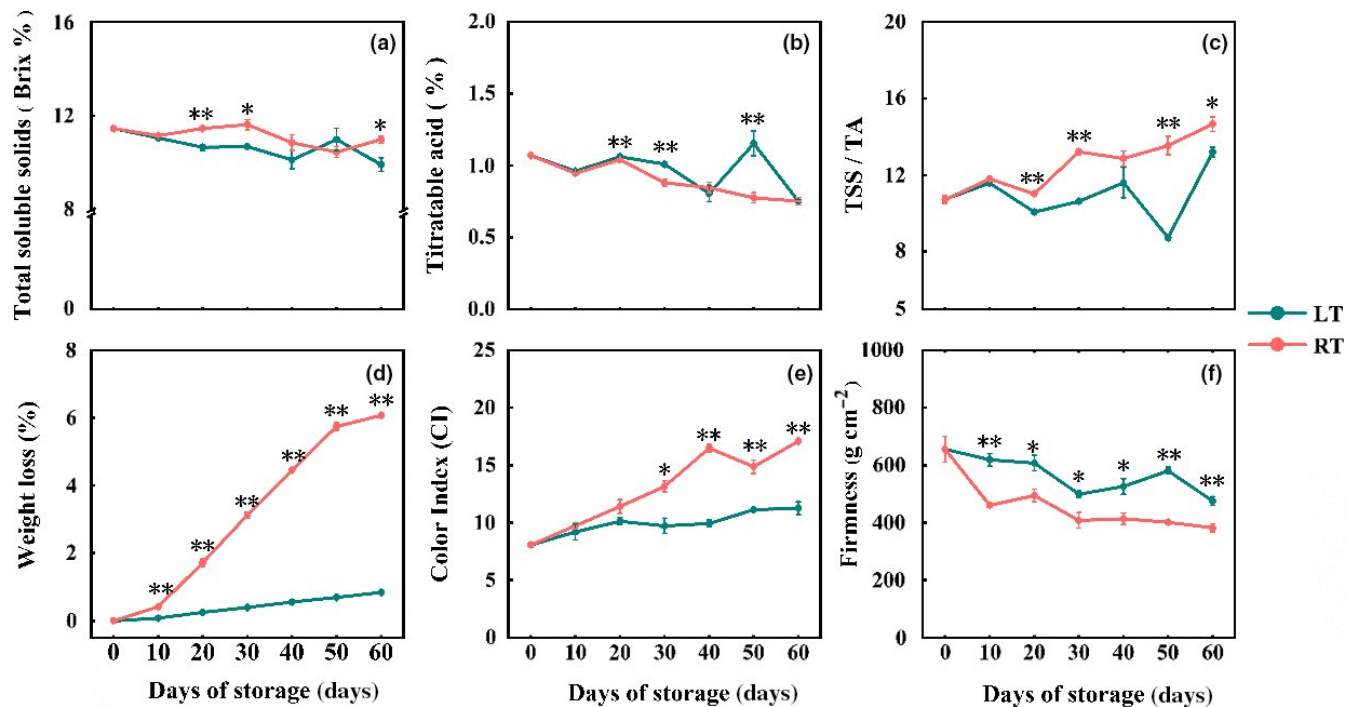 Total soluble solids ( Brix %)
16
12
8
0
(a)
** * *
Titratable acid ( %)
2.0
1.5
1.0
0.5
0.0
(b)
** ** **
TSS / TA
20
16
12
8
5
(c)
** ** ** *
LT
RT
Weight loss (%)
8
6
4
2
0
(d)
** ** ** ** ** **
0 10 20 30 40 50 60
Days of storage (days)
Color Indcx (CI)
25
20
15
10
5
0
(e)
* ** ** **
0 10 20 30 40 50 60
Days of storage (days)
Firmness (g cm⁻²)
1000
800
600
400
200
0
(f)
** * * * ** **
0 10 20 30 40 50 60
Days of storage (days)